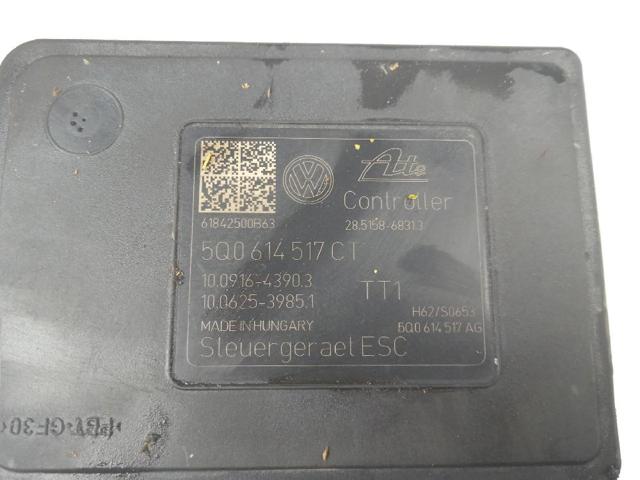 Ate
Controller
61842500B63
28.5158-6831.3
5Q0 614 517 CT
10.0916-4390.3
10.0625-3985.1
TT1
H62/S0653
MADE IN HUNGARY
5Q0 614 517 AG
Steuergeraet ESC